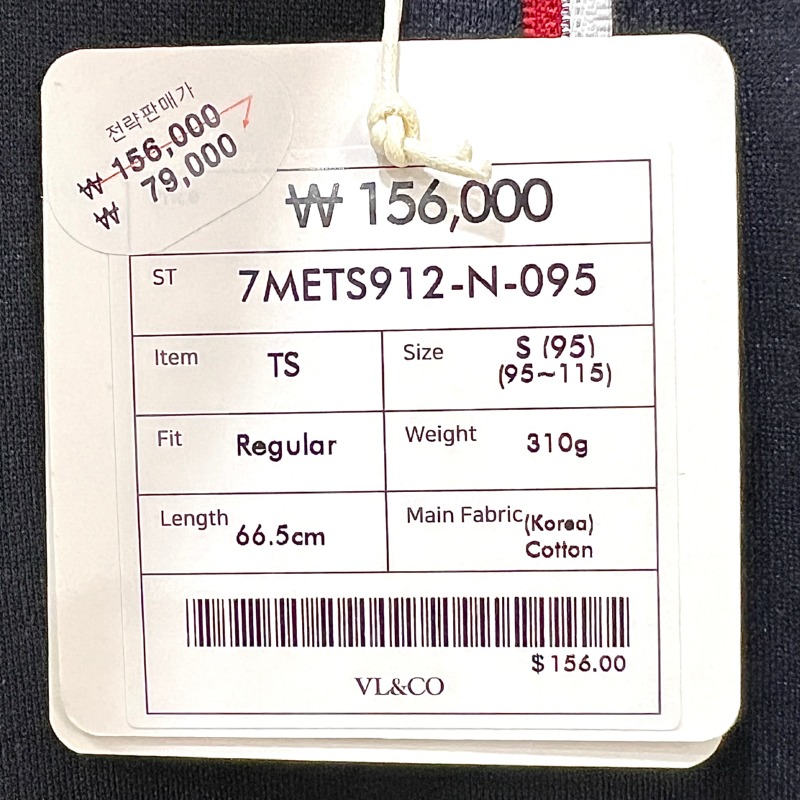 전략판매가
₩ 156,000
₩ 79,000
₩ 156,000
ST 7METS912-N-095
Item TS
Size S (95)
(95~115)
Fit Regular
Weight 310g
Length 66.5cm
Main Fabric (Korea)
Cotton
$156.00
VL&CO